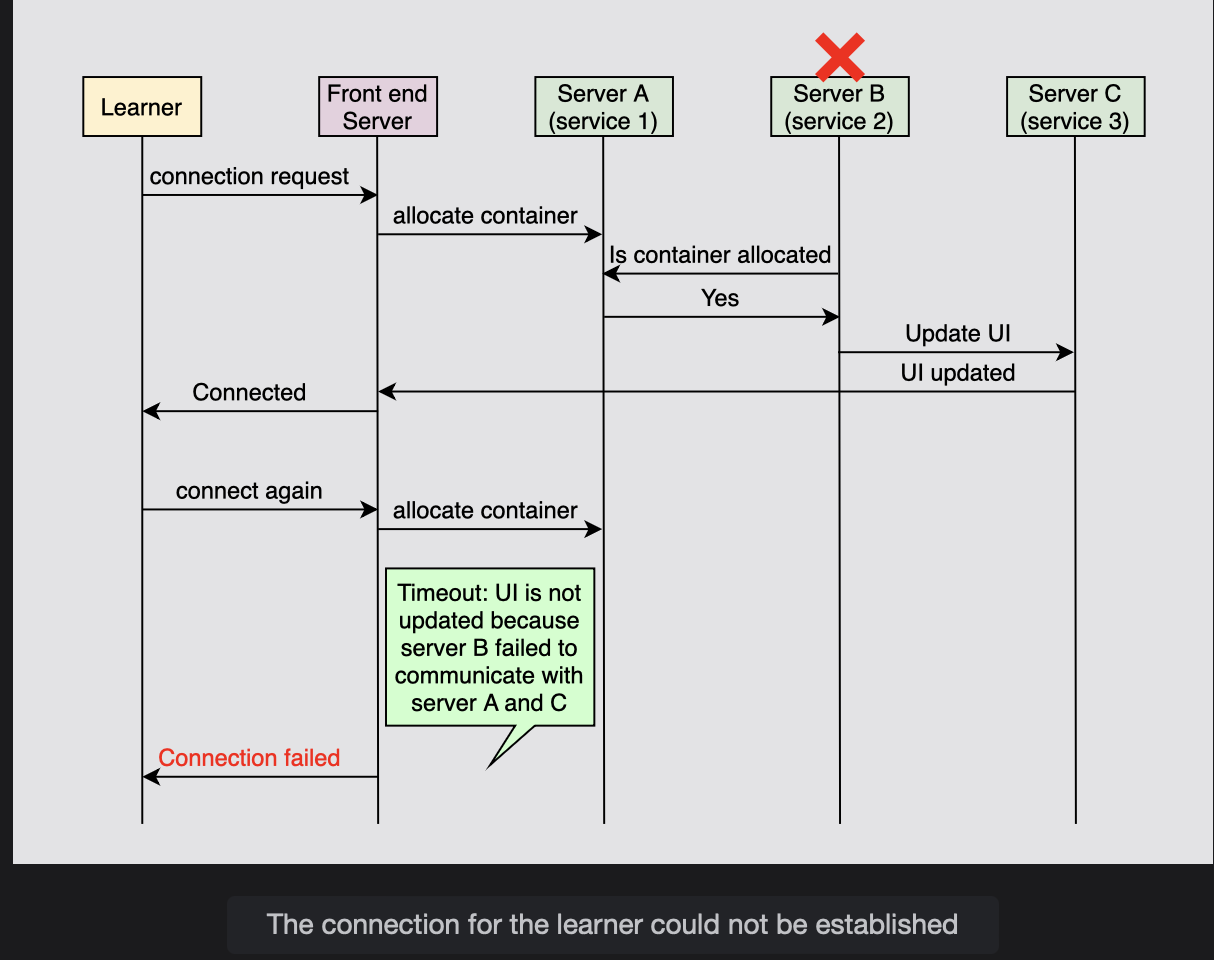 Learner
Front end
Server
Server A
(service 1)
Server B
(service 2)
Server C
(service 3)
connection request
allocate container
Is container allocated
Yes
Update UI
UI updated
Connected
connect again
allocate container
Timeout: UI is not
updated because
server B failed to
communicate with
server A and C
Connection failed
The connection for the learner could not be established